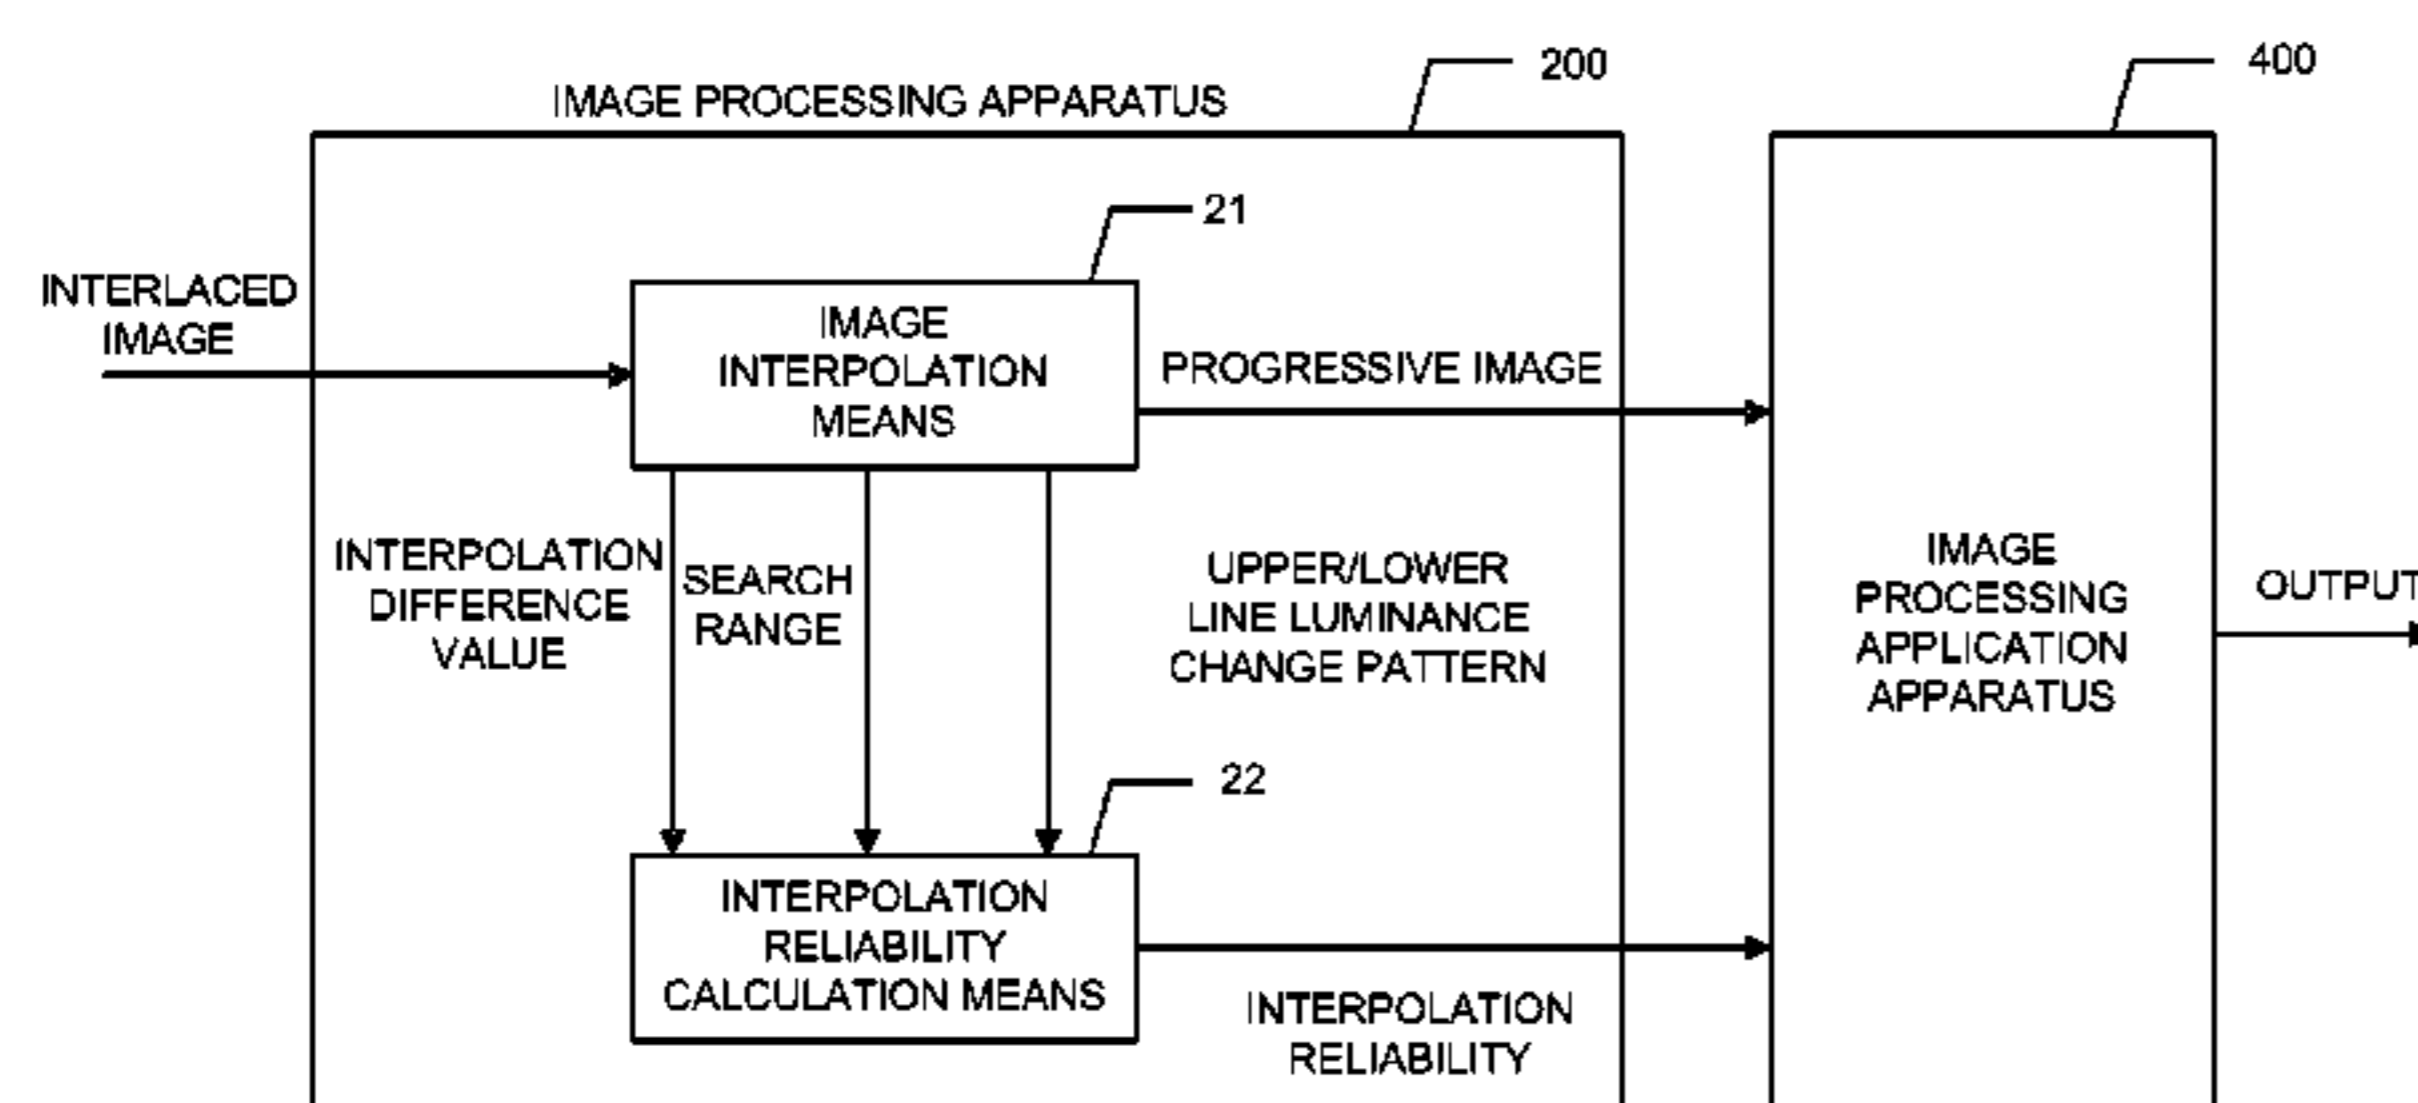 200
400
IMAGE PROCESSING APPARATUS
21
INTERLACED
IMAGE
IMAGE
INTERPOLATION
MEANS
PROGRESSIVE IMAGE
INTERPOLATION
DIFFERENCE
VALUE
SEARCH
RANGE
UPPER/LOWER
LINE LUMINANCE
CHANGE PATTERN
IMAGE
PROCESSING
APPLICATION
APPARATUS
OUTPUT
22
INTERPOLATION
RELIABILITY
CALCULATION MEANS
INTERPOLATION
RELIABILITY